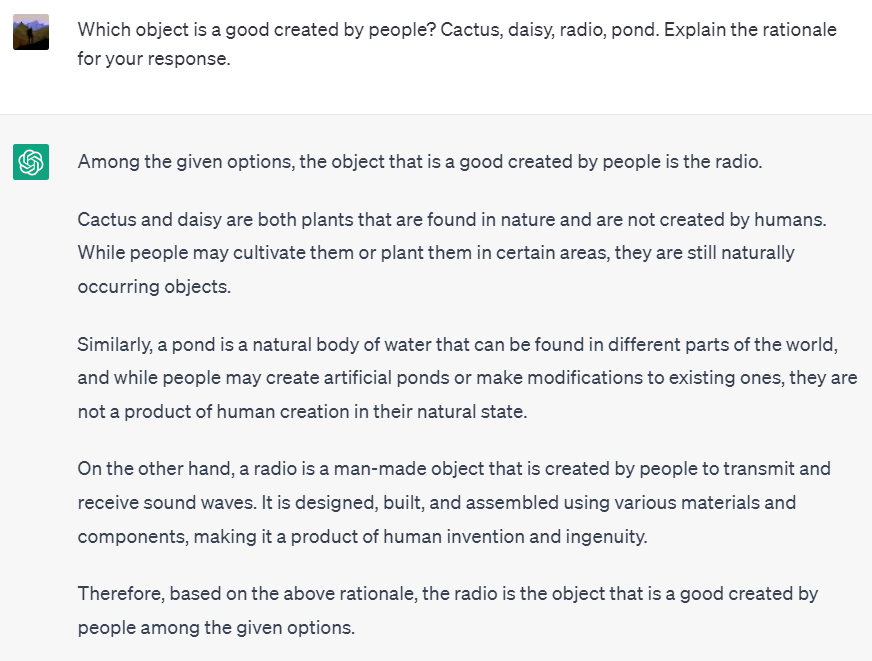 Which object is a good created by people? Cactus, daisy, radio, pond. Explain the rationale
for your response.
Among the given options, the object that is a good created by people is the radio.
Cactus and daisy are both plants that are found in nature and are not created by humans.
While people may cultivate them or plant them in certain areas, they are still naturally
occurring objects.
Similarly, a pond is a natural body of water that can be found in different parts of the world,
and while people may create artificial ponds or make modifications to existing ones, they are
not a product of human creation in their natural state.
On the other hand, a radio is a man-made object that is created by people to transmit and
receive sound waves. It is designed, built, and assembled using various materials and
components, making it a product of human invention and ingenuity.
Therefore, based on the above rationale, the radio is the object that is a good created by
people among the given options.